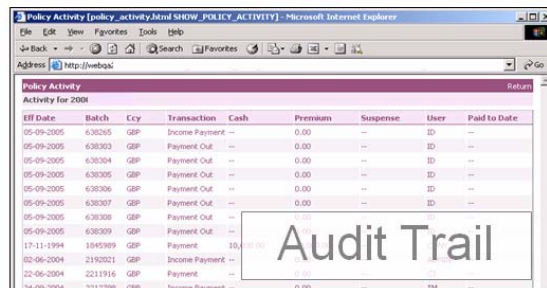 Policy Activity [policy_activity.html SHOW_POLICY_ACTIVITY] - Microsoft Internet Explorer
File Edit View Favorites Tools Help
Back Search Favorites
Address http://webqa: Go
Policy Activity Return
Activity for 2001
Eff Date Batch Ccy Transaction Cash Premium Suspense User Paid to Date
05-09-2005 638265 GBP Income Payment -- 0.00 -- ID --
05-09-2005 638303 GBP Payment Out -- 0.00 -- ID --
05-09-2005 638304 GBP Payment Out -- 0.00 -- ID --
05-09-2005 638305 GBP Payment Out -- 0.00 -- ID --
05-09-2005 638306 GBP Payment Out -- 0.00 -- ID --
05-09-2005 638307 GBP Payment Out -- 0.00 -- ID --
05-09-2005 638308 GBP Payment Out -- 0.00 -- ID --
05-09-2005 638309 GBP Payment Out --
17-11-1994 1845989 GBP Payment
02-06-2004 2192021 GBP Income Payment --
22-06-2004 2211916 GBP Payment --
Audit Trail